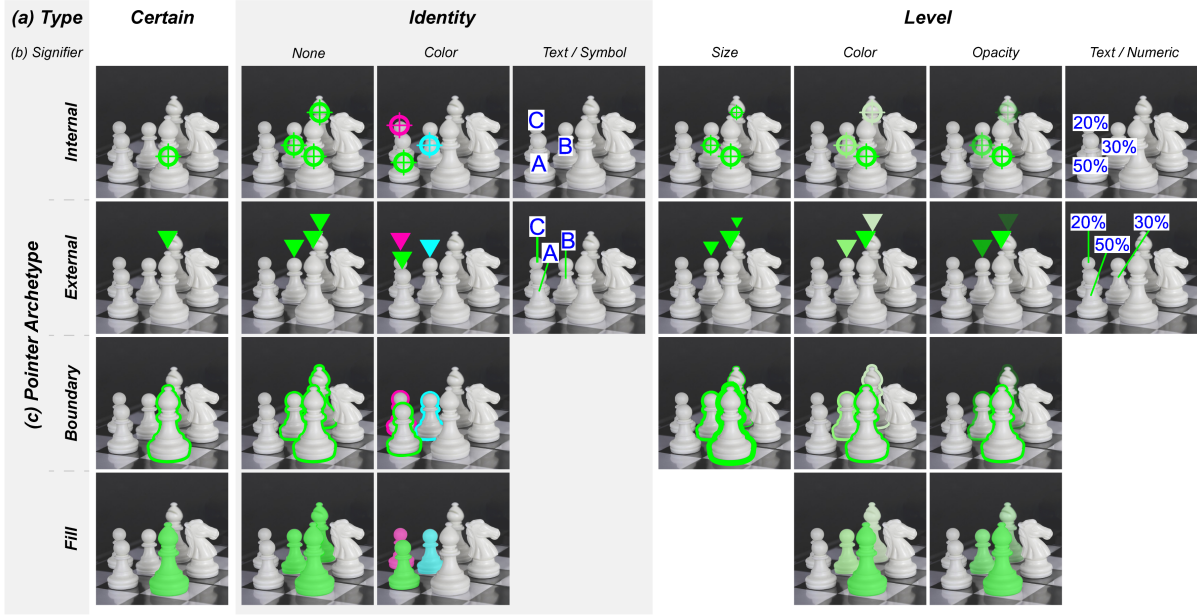 (a) Type Certain Identity Level
(b) Signifier None Color Text / Symbol Size Color Opacity Text / Numeric
(c) Pointer Archetype
Internal
C
B
A
20%
30%
50%
External
C
B
A
20% 30%
50%
Boundary
Fill